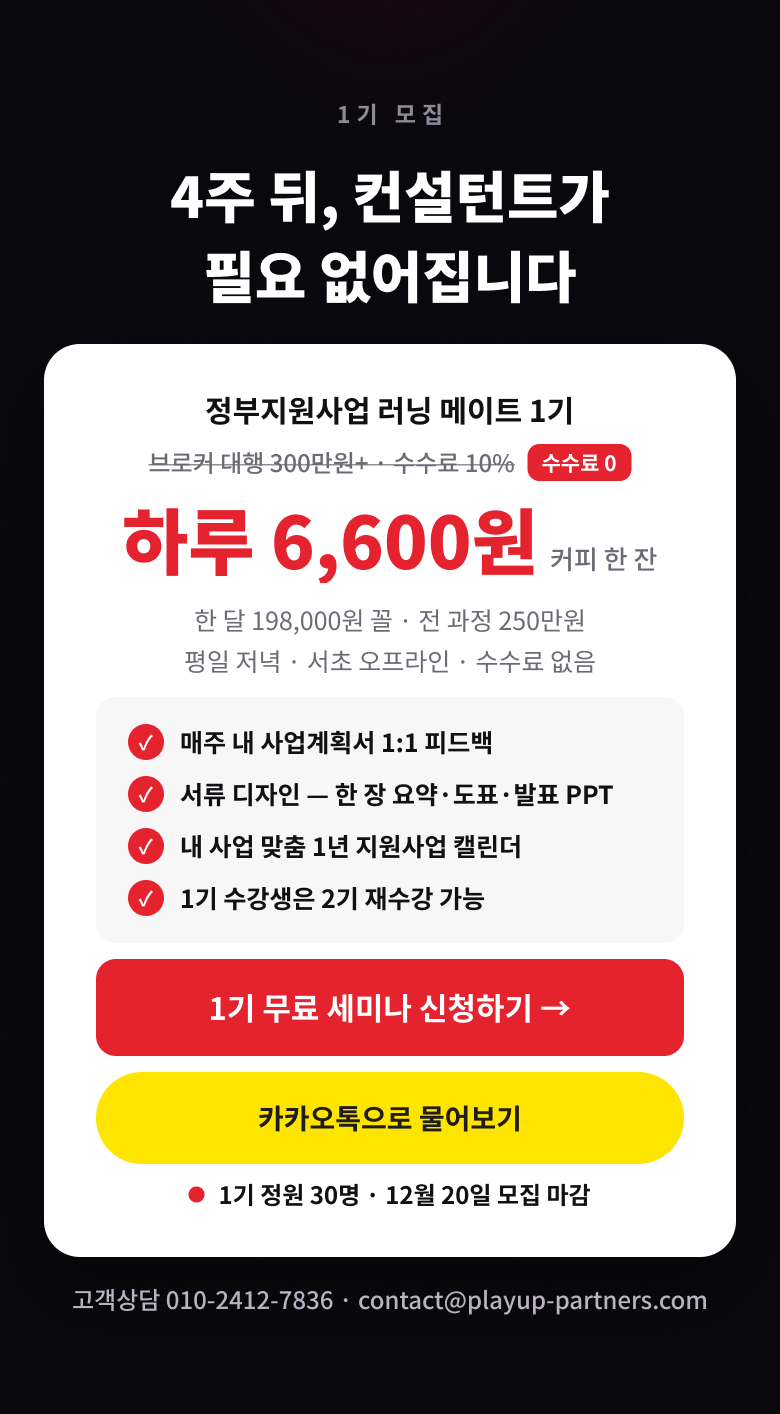 1기 모집
4주 뒤, 컨설턴트가
필요 없어집니다
정부지원사업 러닝 메이트 1기
브로커 대행 300만원+ · 수수료 10% 수수료 0
하루 6,600원 커피 한 잔
한 달 198,000원 꼴 · 전 과정 250만원
평일 저녁 · 서초 오프라인 · 수수료 없음
✓ 매주 내 사업계획서 1:1 피드백
✓ 서류 디자인 — 한 장 요약·도표·발표 PPT
✓ 내 사업 맞춤 1년 지원사업 캘린더
✓ 1기 수강생은 2기 재수강 가능
1기 무료 세미나 신청하기 →
카카오톡으로 물어보기
1기 정원 30명 · 12월 20일 모집 마감
고객상담 010-2412-7836 · contact@playup-partners.com